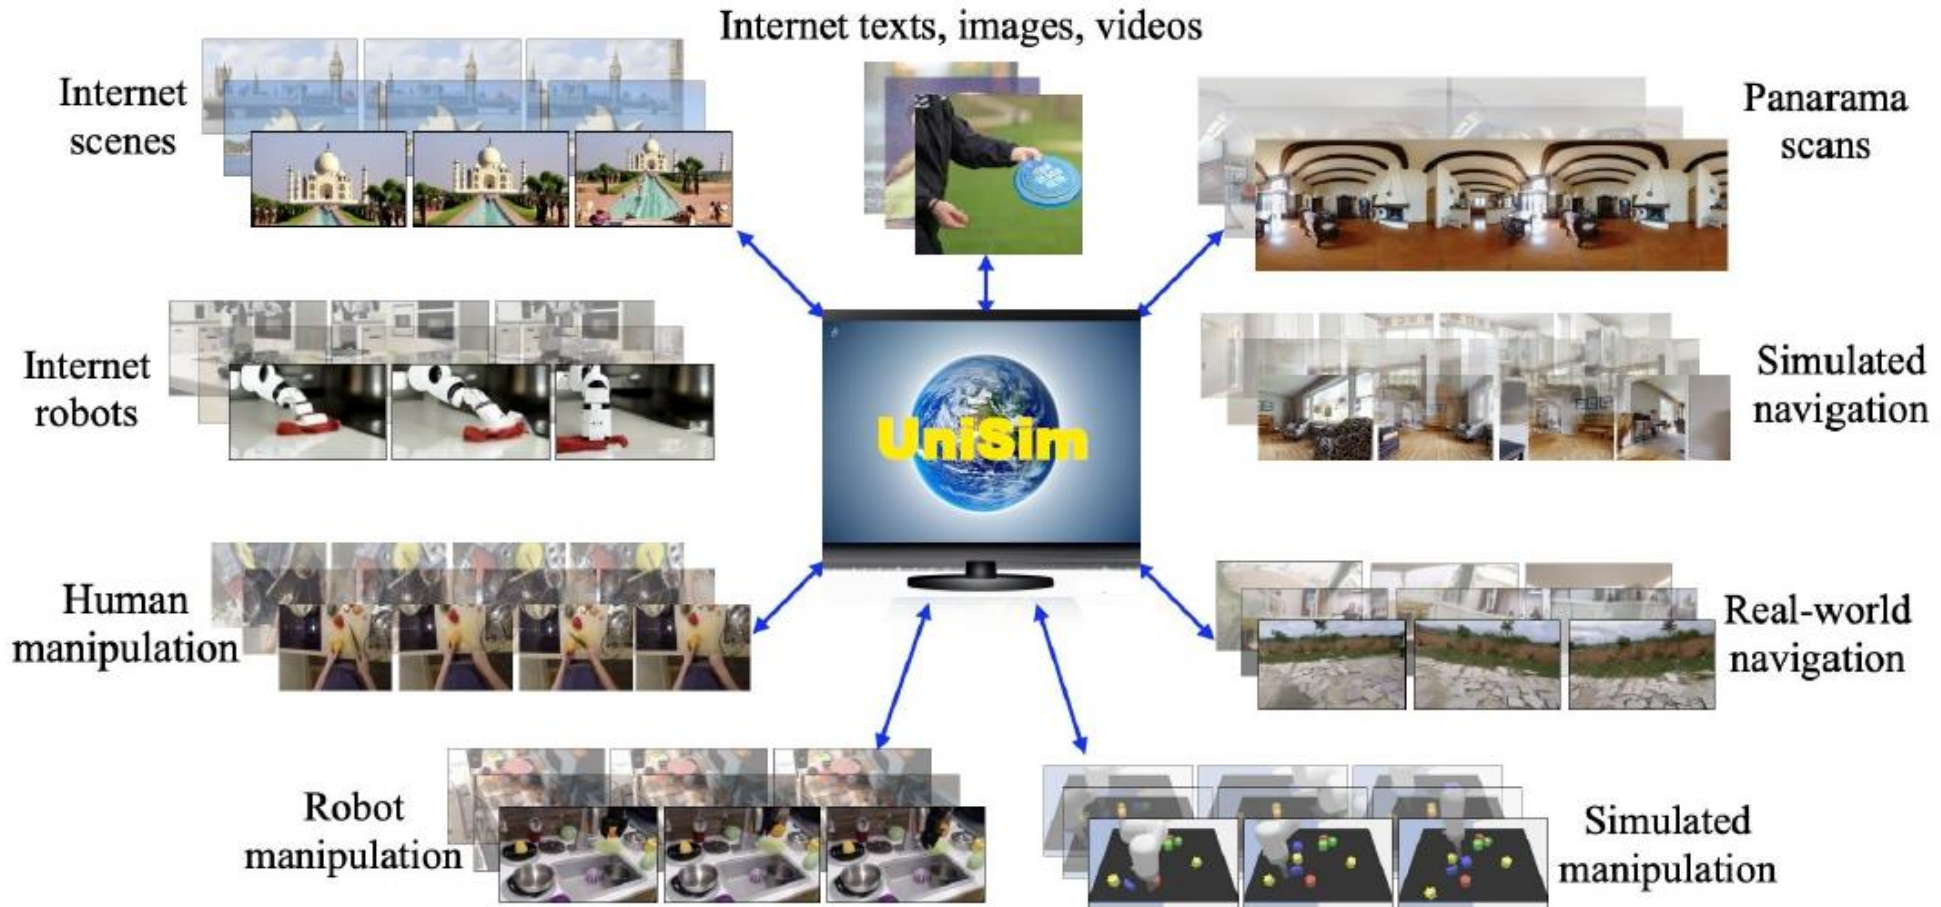 Internet texts, images, videos
Internet
scenes
Panarama
scans
Internet
robots
UniSim
Simulated
navigation
Human
manipulation
Real-world
navigation
Robot
manipulation
Simulated
manipulation